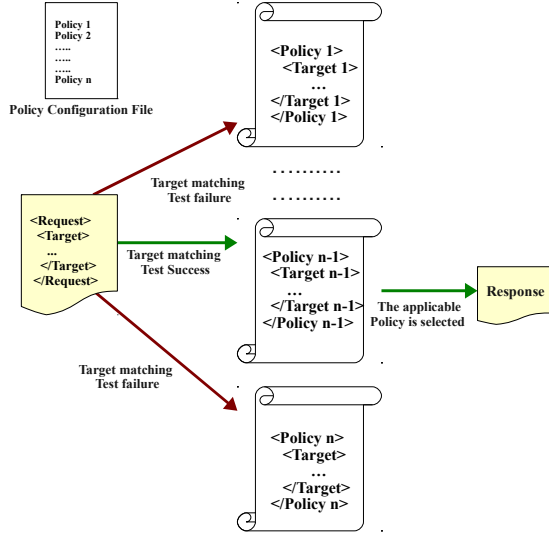 Policy 1
Policy 2
.....
.....
.....
Policy n
Policy Configuration File
<Policy 1>
<Target 1>
...
</Target 1>
</Policy 1>
Target matching
Test failure
..........
..........
<Request>
<Target>
...
</Target>
</Request>
Target matching
Test Success
<Policy n-1>
<Target n-1>
...
</Target n-1>
</Policy n-1>
The applicable
Policy is selected
Response
Target matching
Test failure
<Policy n>
<Target>
...
</Target>
</Policy n>